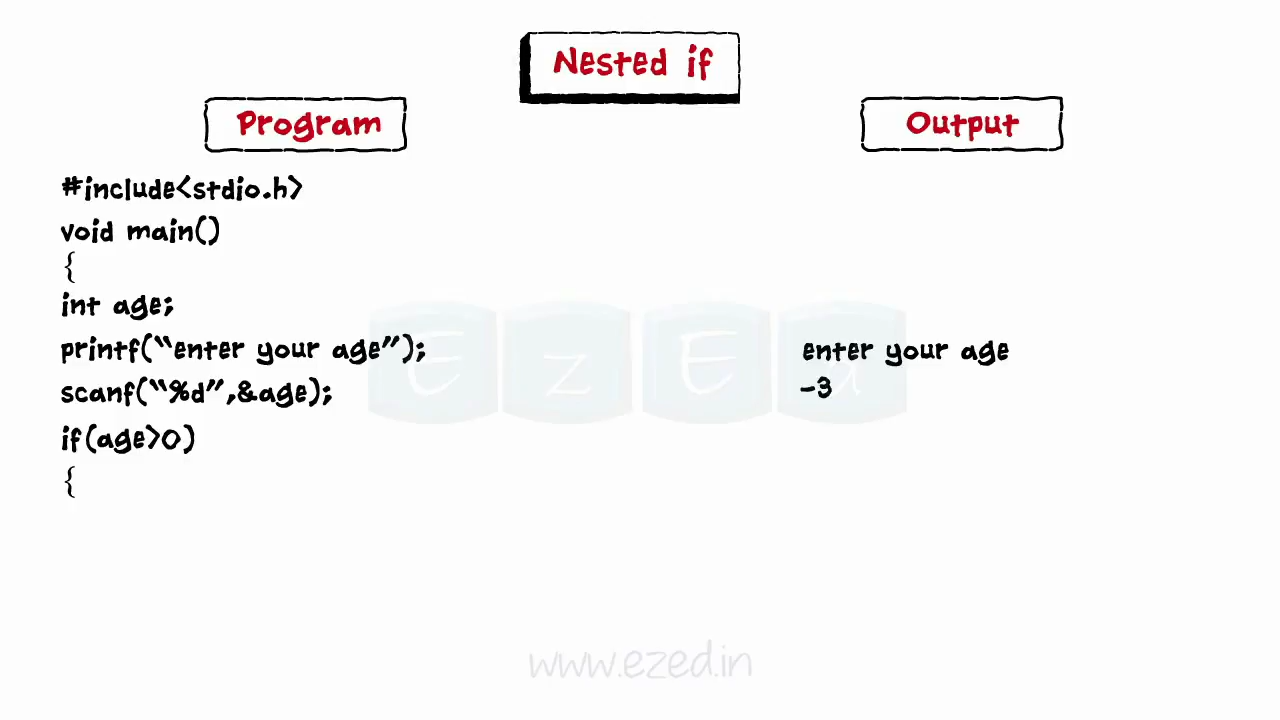 Nested if
Program
Output
#include<stdio.h>
void main()
{
int age;
printf(“enter your age”);
enter your age
scanf(“%d”,&age);
-3
if(age>0)
{
EzEd
www.ezed.in